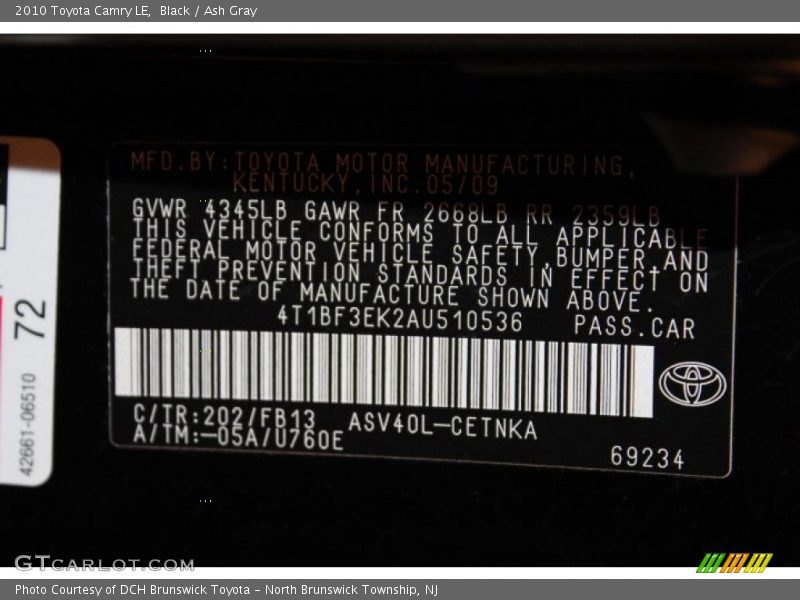 2010 Toyota Camry LE, Black / Ash Gray
MFD.BY:TOYOTA MOTOR MANUFACTURING,
KENTUCKY,INC.05/09
GVWR 4345LB GAWR FR 2668LB RR 2359LB
THIS VEHICLE CONFORMS TO ALL APPLICABLE
FEDERAL MOTOR VEHICLE SAFETY,BUMPER,AND
THEFT PREVENTION STANDARDS IN EFFECT ON
THE DATE OF MANUFACTURE SHOWN ABOVE.
4T1BF3EK2AU510536 PASS.CAR
C/TR:202/FB13 ASV40L-CETNKA
A/TM:-05A/U760E
69234
72
42661-06510
GTCARLOT.COM
Photo Courtesy of DCH Brunswick Toyota - North Brunswick Township, NJ